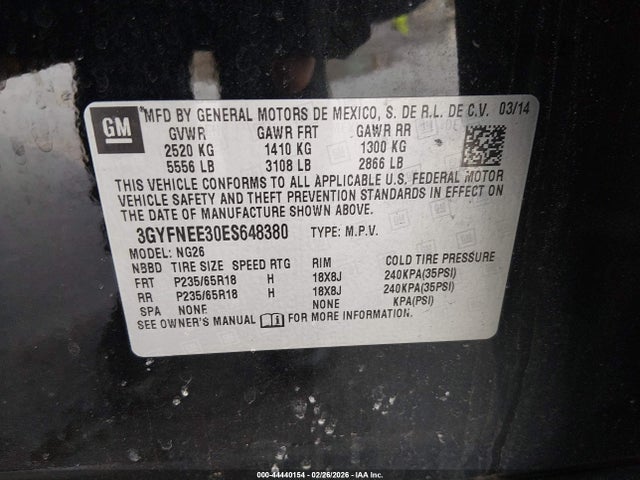 GM
MFD BY GENERAL MOTORS DE MEXICO, S. DE R.L. DE C.V. 03/14
GVWR GAWR FRT GAWR RR
2520 KG 1410 KG 1300 KG
5556 LB 3108 LB 2866 LB
THIS VEHICLE CONFORMS TO ALL APPLICABLE U.S. FEDERAL MOTOR
VEHICLE SAFETY AND THEFT PREVENTION STANDARDS IN EFFECT ON
THE DATE OF MANUFACTURE SHOWN ABOVE.
3GYFNEE30ES648380 TYPE: M.P.V.
MODEL: NG26
NBBD TIRE SIZE SPEED RTG RIM COLD TIRE PRESSURE
FRT P235/65R18 H 18X8J 240KPA(35PSI)
RR P235/65R18 H 18X8J 240KPA(35PSI)
SPA NONE NONE KPA(PSI)
SEE OWNER'S MANUAL FOR MORE INFORMATION.
000-44440154 - 02/26/2026 - IAA Inc.